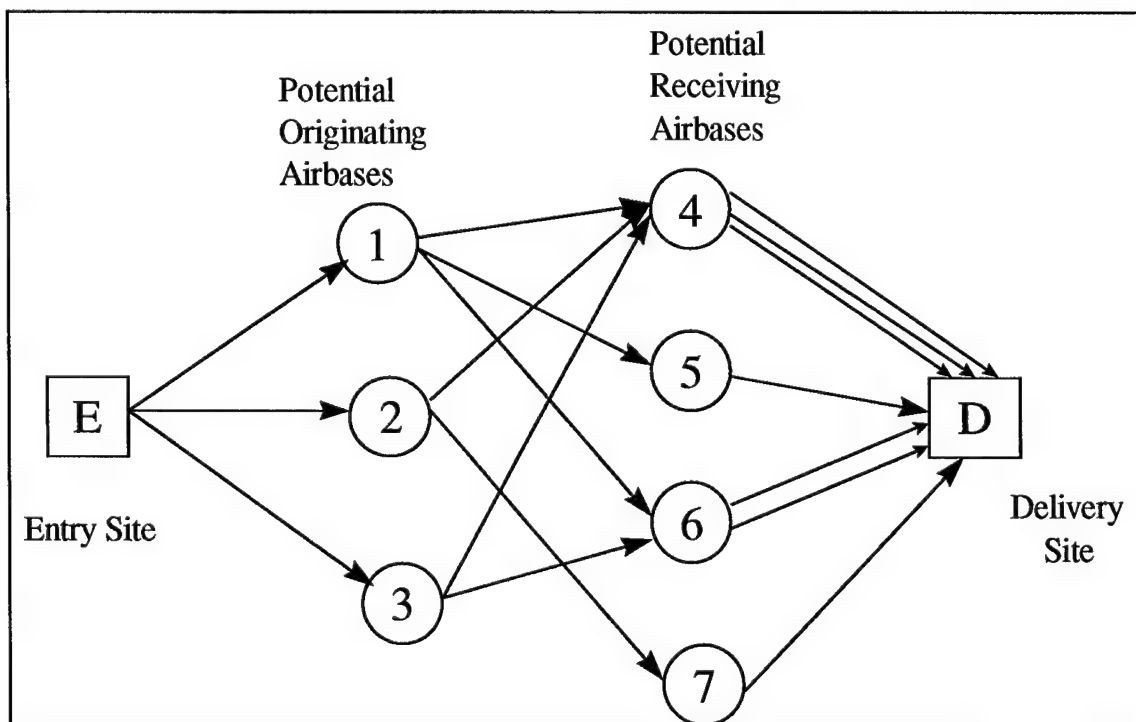 Potential
Originating
Airbases
Potential
Receiving
Airbases
1
2
3
4
5
6
7
E
Entry Site
D
Delivery
Site